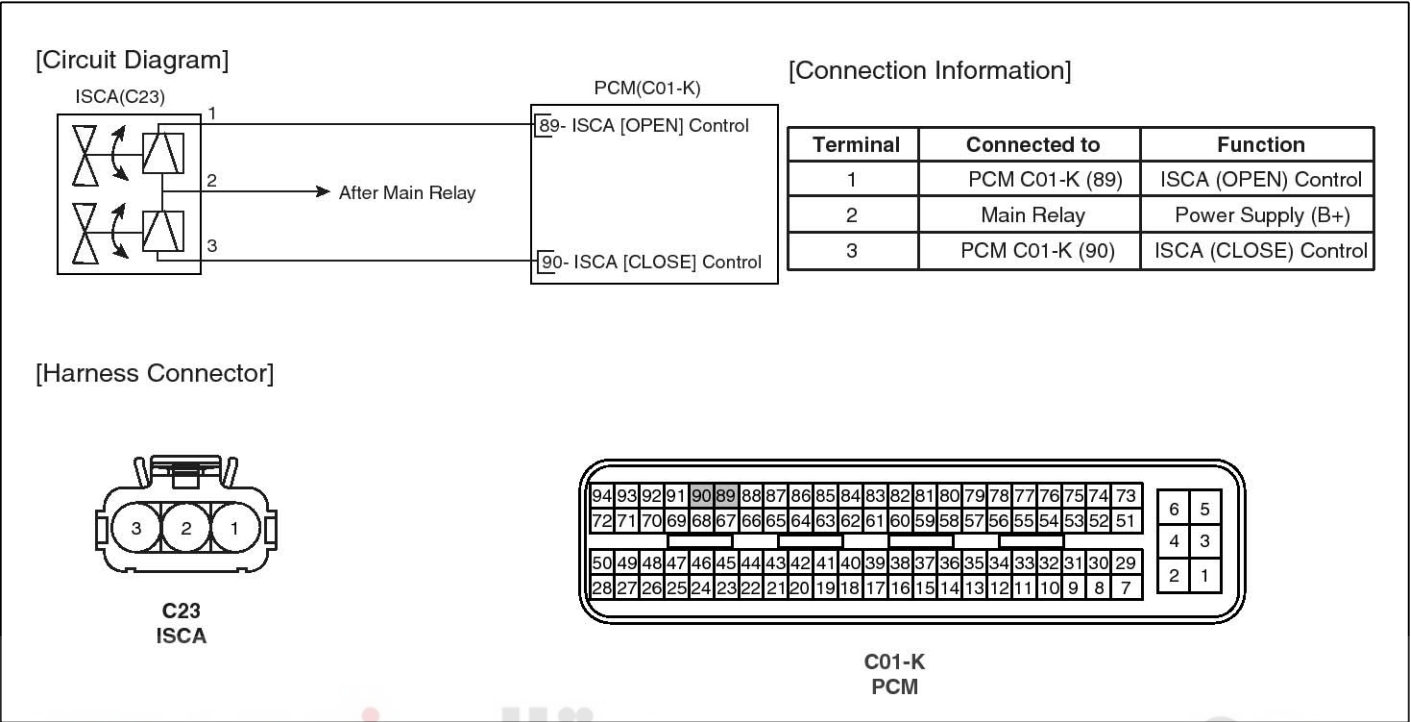 [Circuit Diagram]
ISCA(C23)
1
2
3
After Main Relay
PCM(C01-K)
89- ISCA [OPEN] Control
90- ISCA [CLOSE] Control
[Connection Information]
Terminal Connected to Function
1 PCM C01-K (89) ISCA (OPEN) Control
2 Main Relay Power Supply (B+)
3 PCM C01-K (90) ISCA (CLOSE) Control
[Harness Connector]
3 2 1
C23
ISCA
94 93 92 91 90 89 88 87 86 85 84 83 82 81 80 79 78 77 76 75 74 73
72 71 70 69 68 67 66 65 64 63 62 61 60 59 58 57 56 55 54 53 52 51
50 49 48 47 46 45 44 43 42 41 40 39 38 37 36 35 34 33 32 31 30 29
28 27 26 25 24 23 22 21 20 19 18 17 16 15 14 13 12 11 10 9 8 7
6 5
4 3
2 1
C01-K
PCM